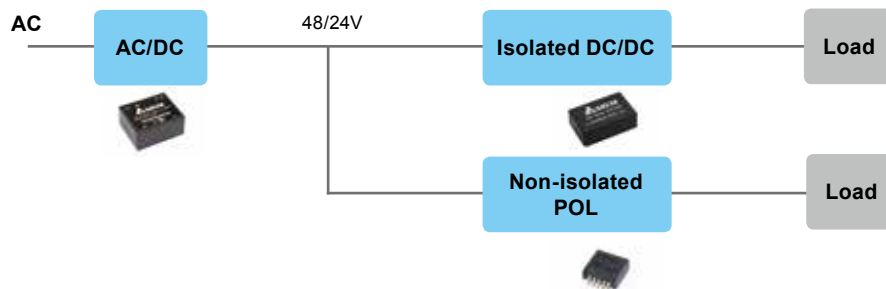 AC
AC/DC
48/24V
Isolated DC/DC
Load
Non-isolated
POL
Load